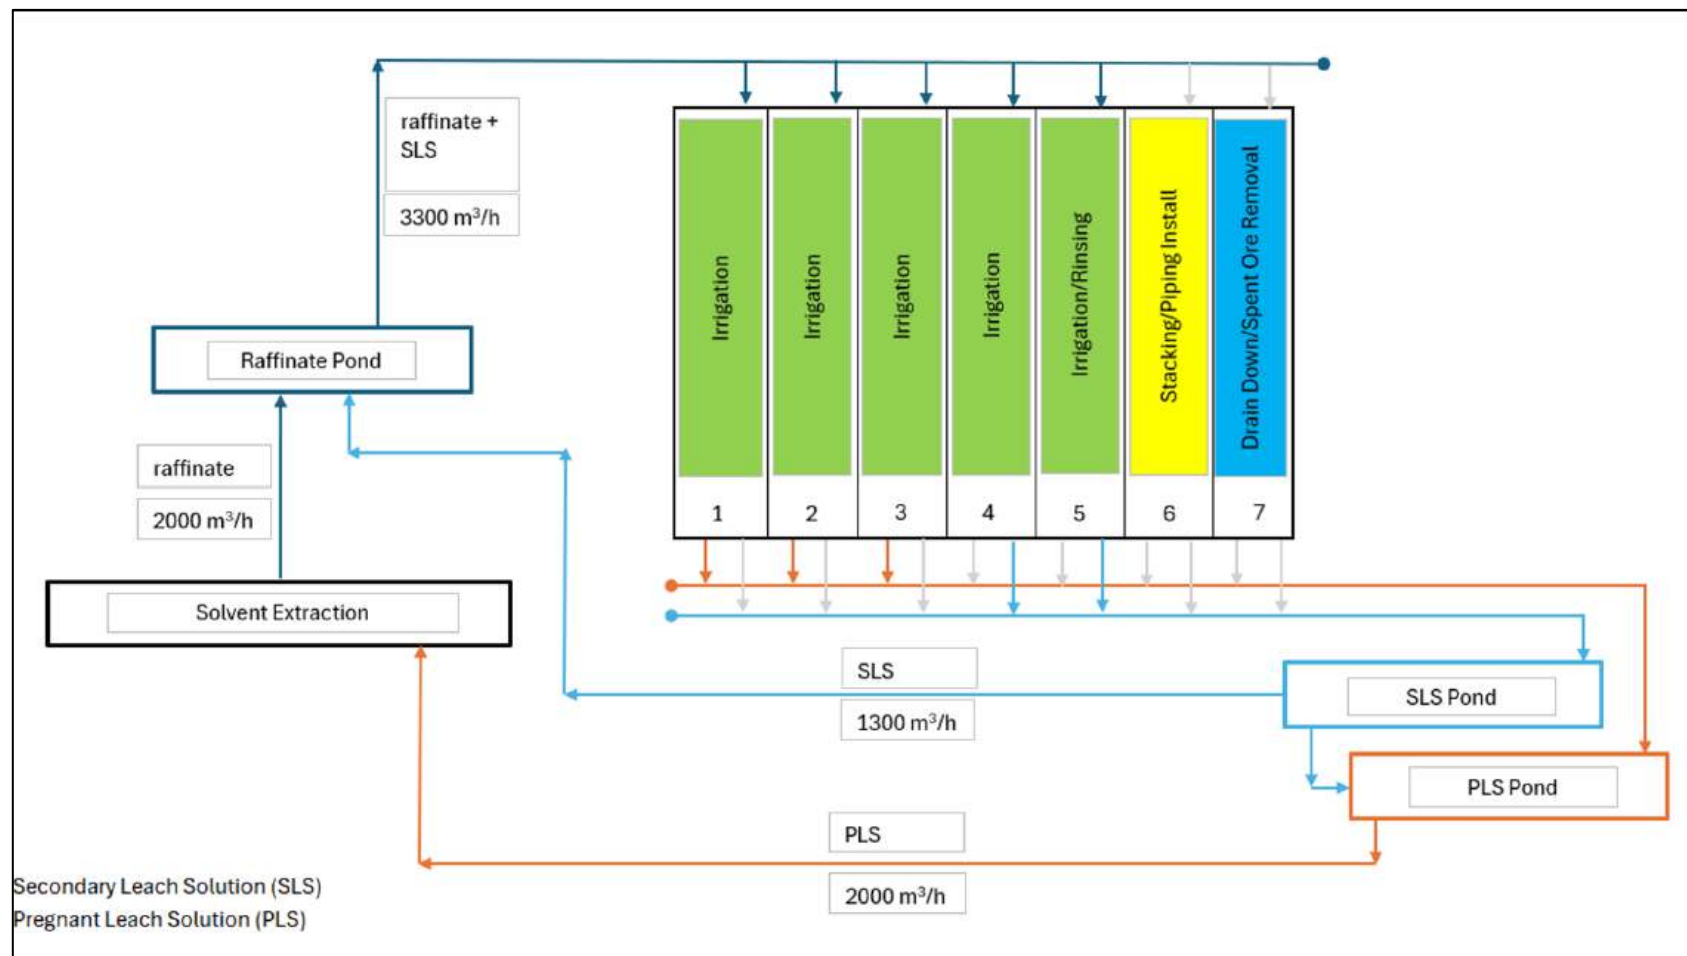 raffinate +
SLS
3300 m³/h
Irrigation
Irrigation
Irrigation
Irrigation
Irrigation/Rinsing
Stacking/Piping Install
Drain Down/Spent Ore Removal
1
2
3
4
5
6
7
Raffinate Pond
raffinate
2000 m³/h
Solvent Extraction
SLS
1300 m³/h
SLS Pond
PLS Pond
PLS
2000 m³/h
Secondary Leach Solution (SLS)
Pregnant Leach Solution (PLS)